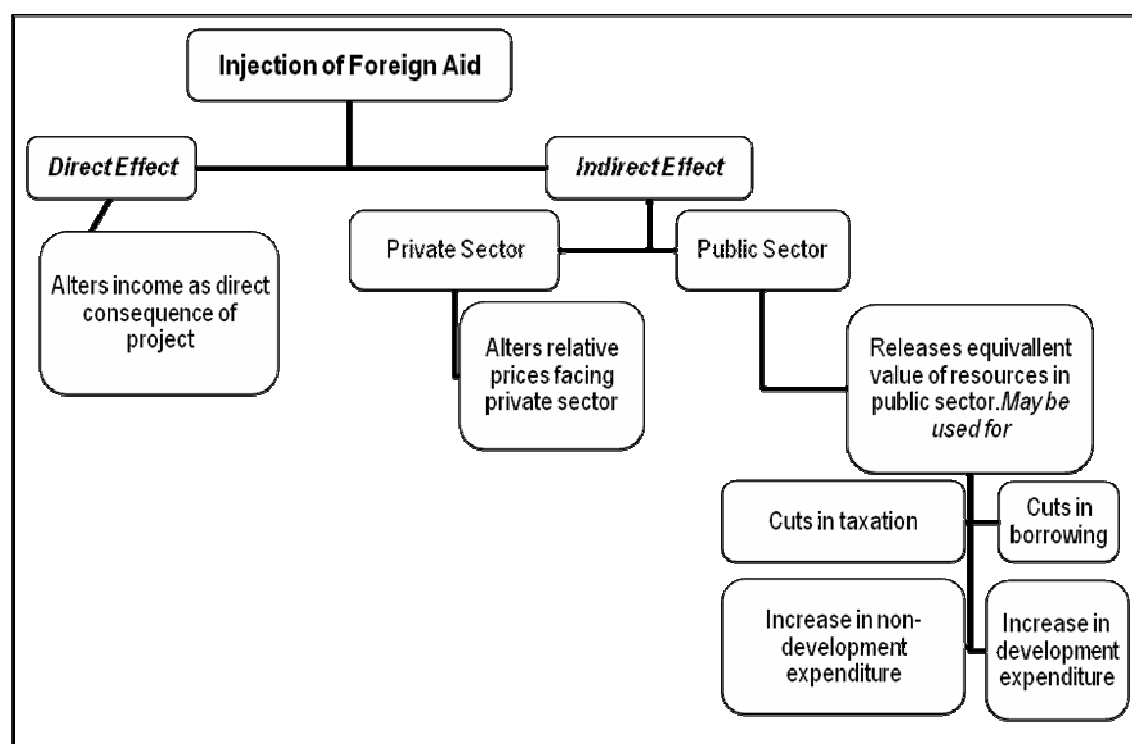 Injection of Foreign Aid
Direct Effect
Indirect Effect
Private Sector
Public Sector
Alters income as direct
consequence of
project
Alters relative
prices facing
private sector
Releases equivallent
value of resources in
public sector.May be
used for
Cuts in taxation
Cuts in
borrowing
Increase in non-
development
expenditure
Increase in
development
expenditure